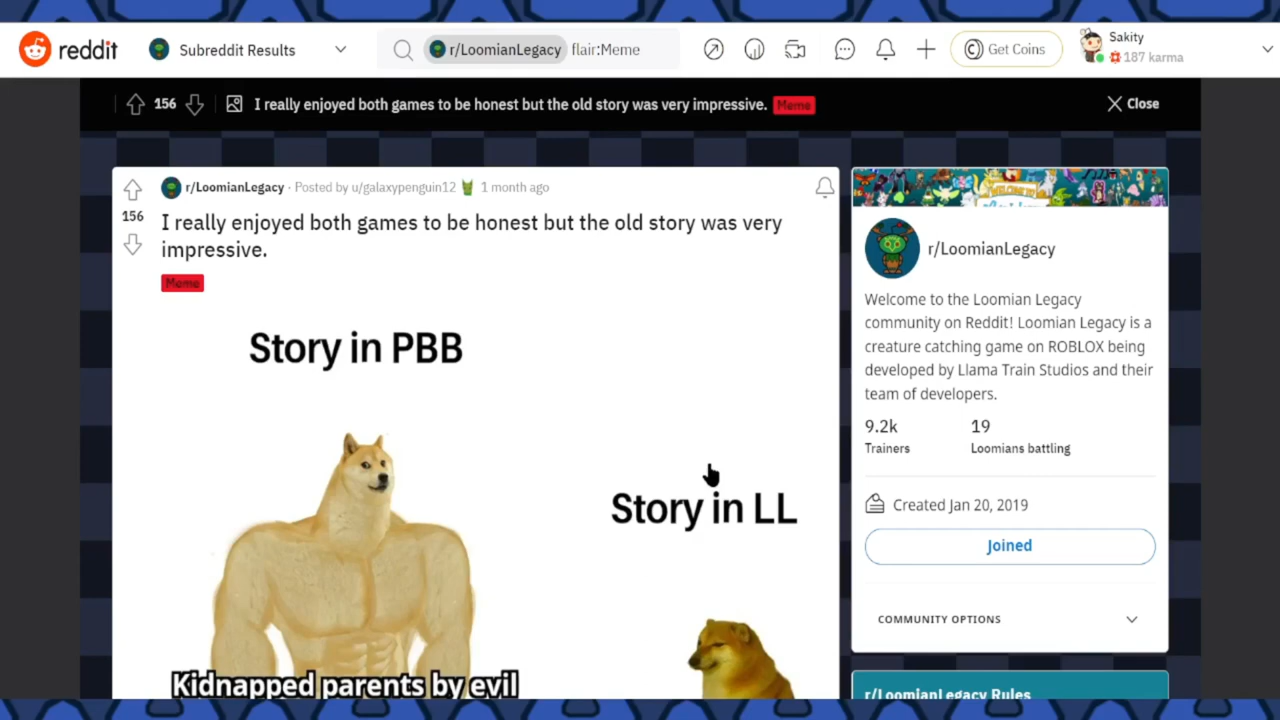 reddit
Subreddit Results
r/LoomianLegacy flair:Meme
Get Coins
Sakity
187 karma
156 I really enjoyed both games to be honest but the old story was very impressive. Meme
Close
r/LoomianLegacy · Posted by u/galaxypenguin12 1 month ago
156
I really enjoyed both games to be honest but the old story was very
impressive.
Meme
Story in PBB
Story in LL
Kidnapped parents by evil
WELCOME TO
r/LoomianLegacy
Welcome to the Loomian Legacy
community on Reddit! Loomian Legacy is a
creature catching game on ROBLOX being
developed by Llama Train Studios and their
team of developers.
9.2k 19
Trainers Loomians battling
Created Jan 20, 2019
Joined
COMMUNITY OPTIONS
r/LoomianLegacy Rules